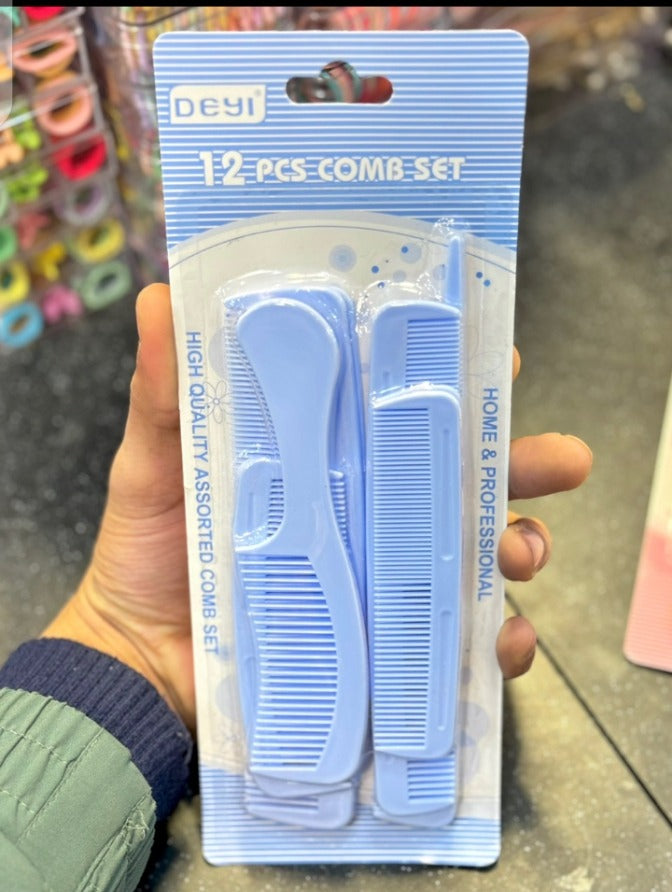 DEYI®
12 PCS COMB SET
HIGH QUALITY ASSORTED COMB SET
HOME & PROFESSIONAL